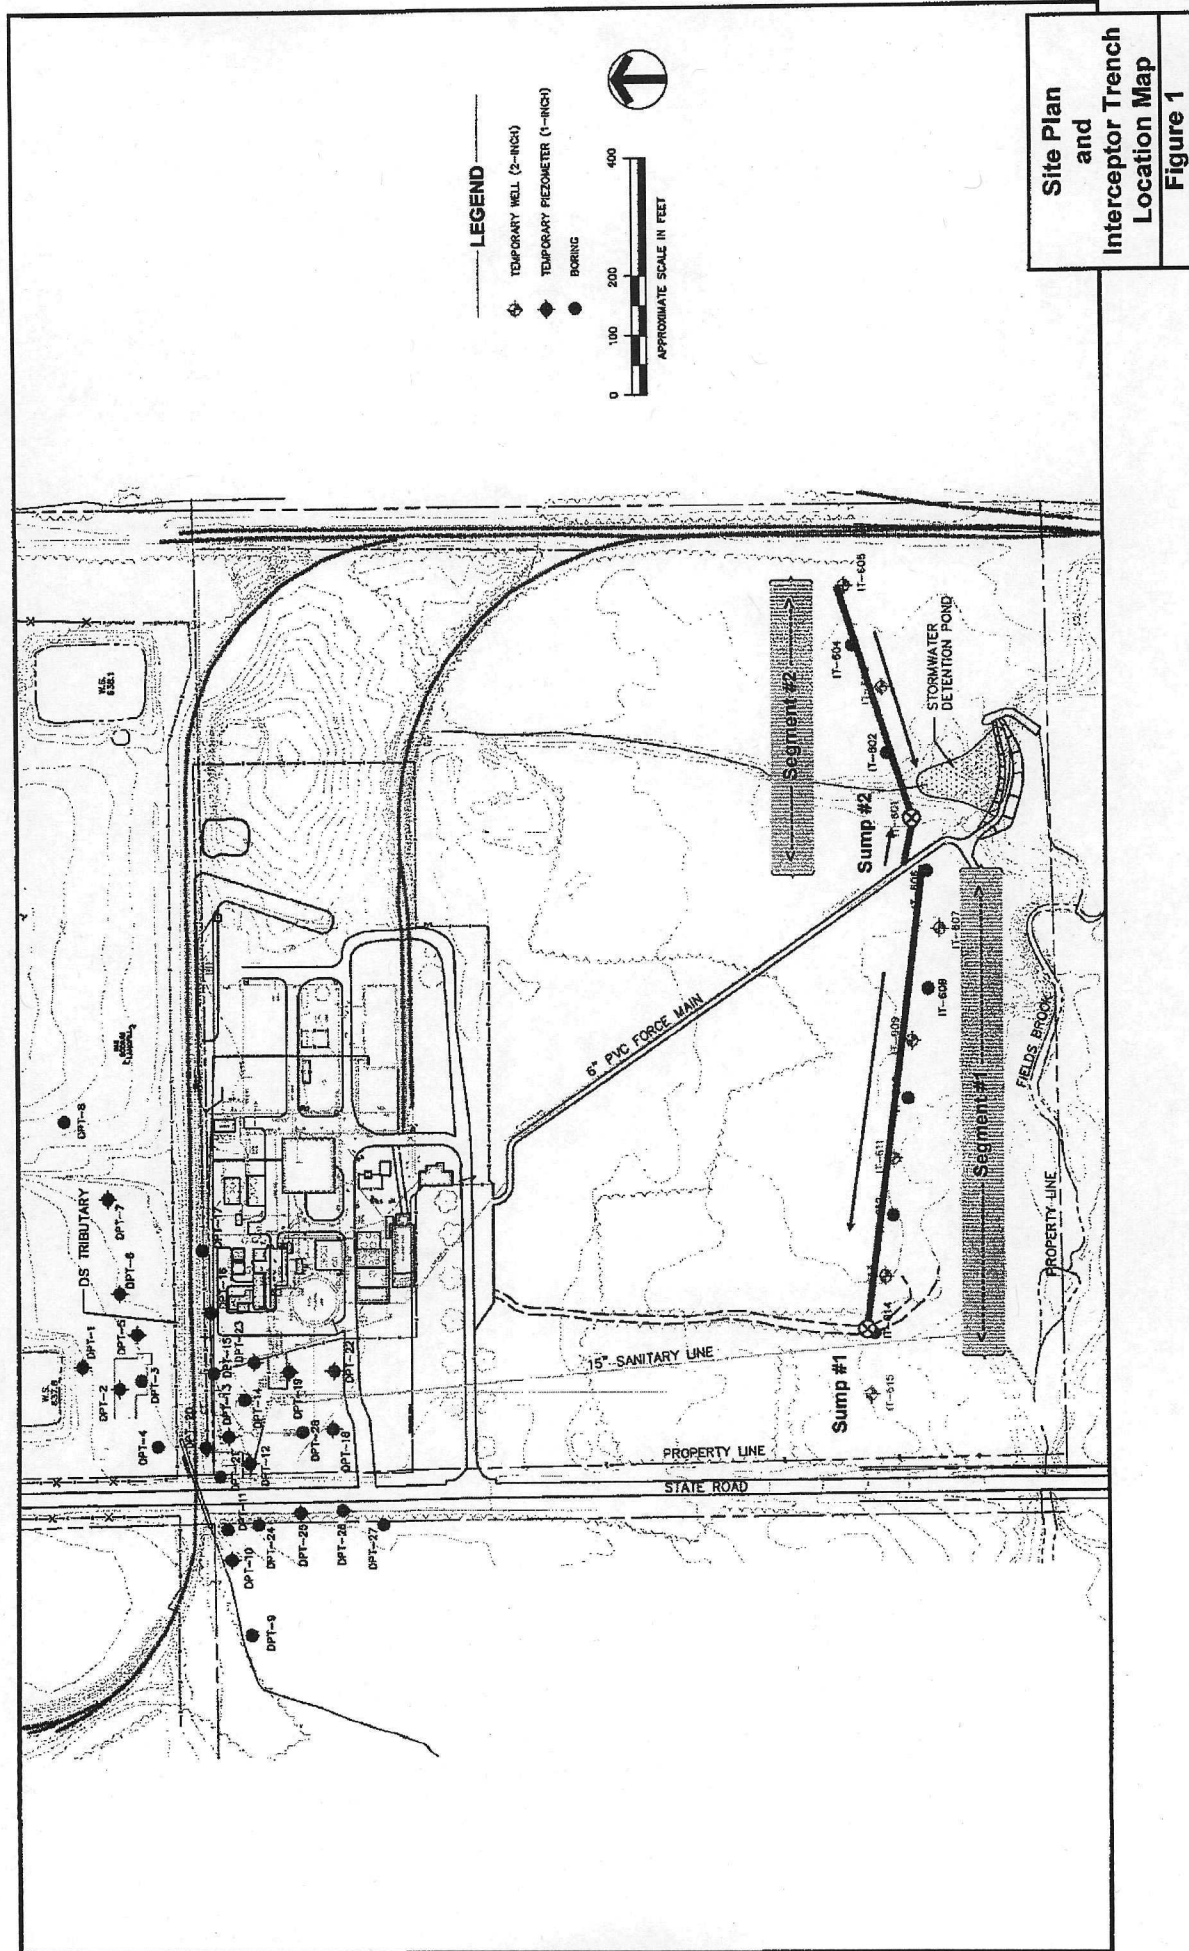 Site Plan
and
Interceptor Trench
Location Map
Figure 1
LEGEND
TEMPORARY WELL (2-INCH)
TEMPORARY PIEZOMETER (1-INCH)
BORING
0 100 200 400
APPROXIMATE SCALE IN FEET
DPT-8
DS TRIBUTARY
DPT-7
DPT-6
DPT-1
DPT-5
DPT-2
DPT-3
DPT-4
DPT-17
DPT-16
DPT-15
DPT-23
DPT-13
DPT-14
DPT-19
DPT-22
DPT-20
DPT-12
DPT-28
DPT-18
DPT-11
DPT-10
DPT-24
DPT-25
DPT-26
DPT-27
DPT-9
W.S.
W.S.
6" PVC FORCE MAIN
15" SANITARY LINE
PROPERTY LINE
STATE ROAD
<------- Segment #2 ------->
IT-605
IT-604
IT-602
IT-601
Sump #2
STORMWATER
DETENTION POND
IT-607
IT-608
IT-611
Sump #1
IT-614
IT-615
<------- Segment #1 ------->
FIELDS BROOK
PROPERTY LINE